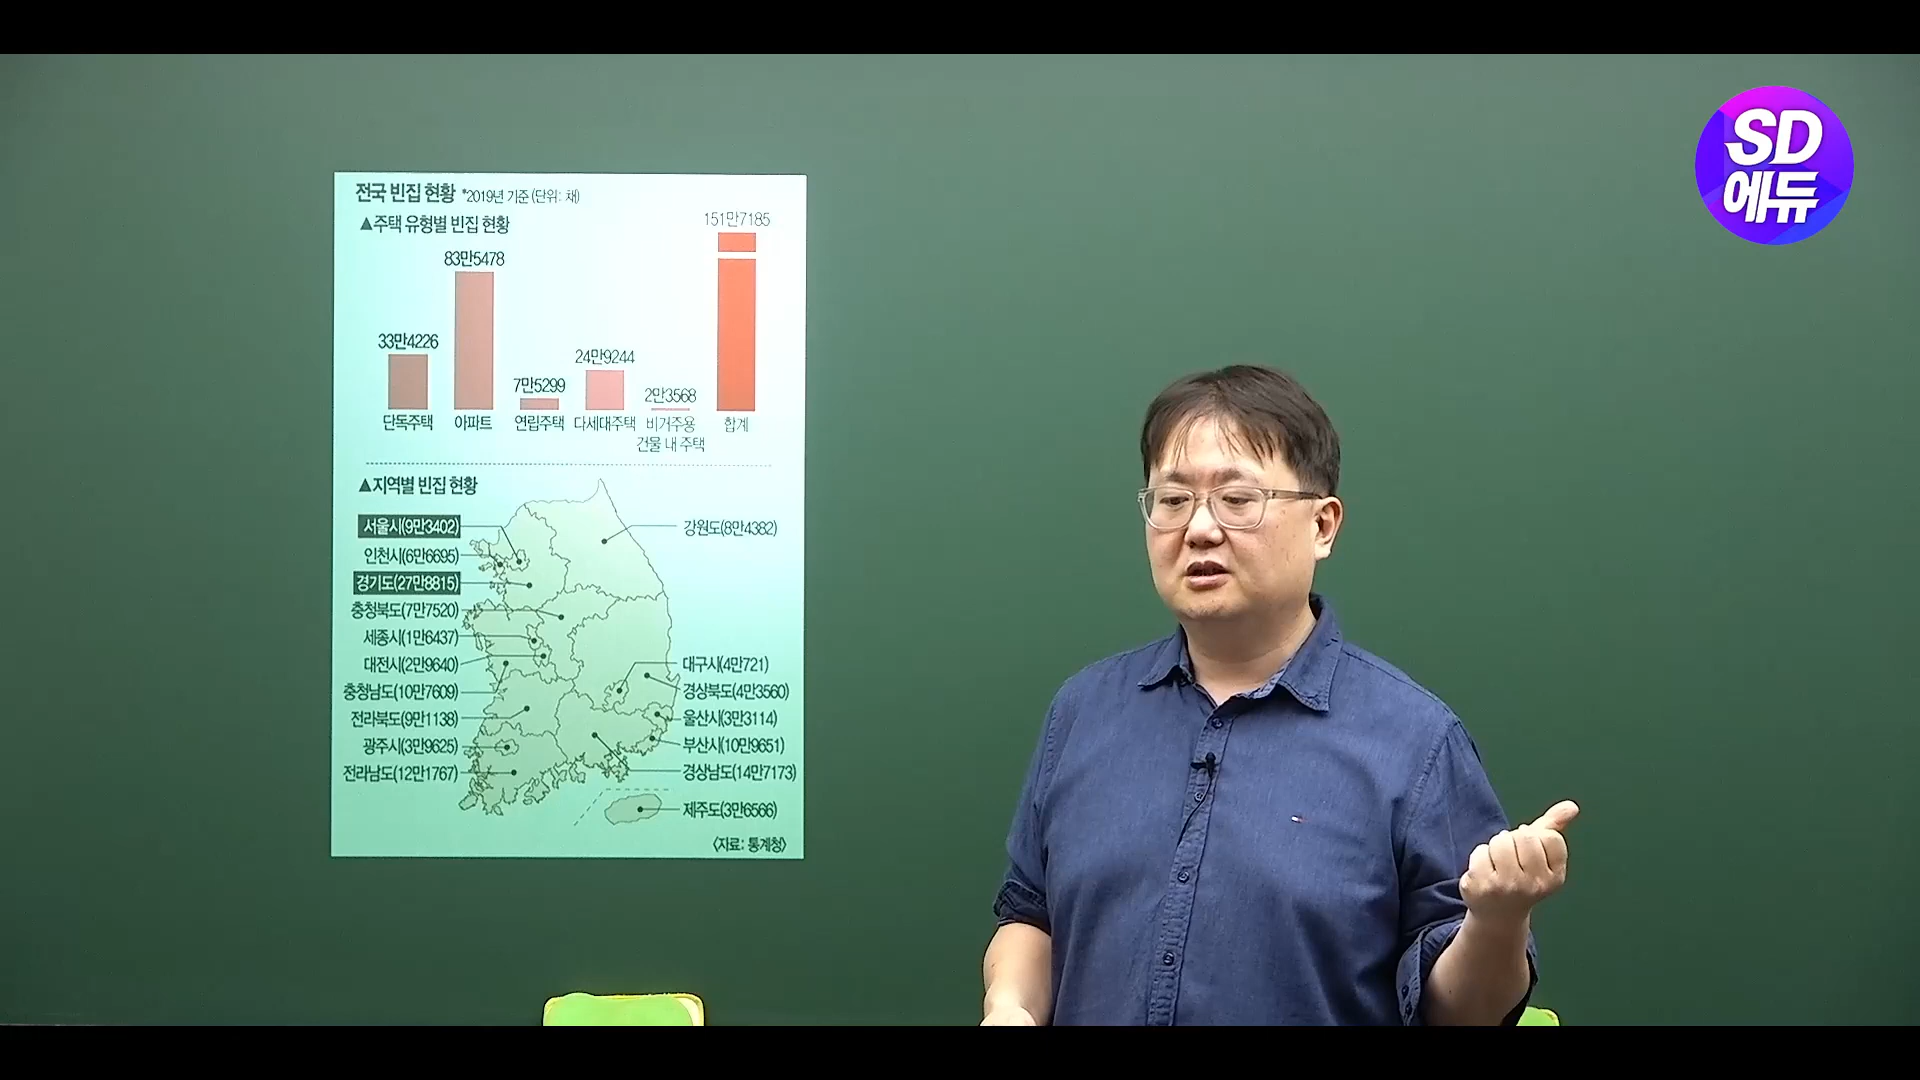 SD
에듀
전국 빈집 현황 *2019년 기준 (단위: 채)
▲주택 유형별 빈집 현황
33만4226
83만5478
7만5299
24만9244
2만3568
151만7185
단독주택
아파트
연립주택
다세대주택
비거주용
건물 내 주택
합계
▲지역별 빈집 현황
서울시(9만3402)
인천시(6만6695)
경기도(27만8815)
충청북도(7만7520)
세종시(1만6437)
대전시(2만9640)
충청남도(10만7609)
전라북도(9만1138)
광주시(3만9625)
전라남도(12만1767)
강원도(8만4382)
대구시(4만721)
경상북도(4만3560)
울산시(3만3114)
부산시(10만9651)
경상남도(14만7173)
제주도(3만6566)
〈자료: 통계청〉